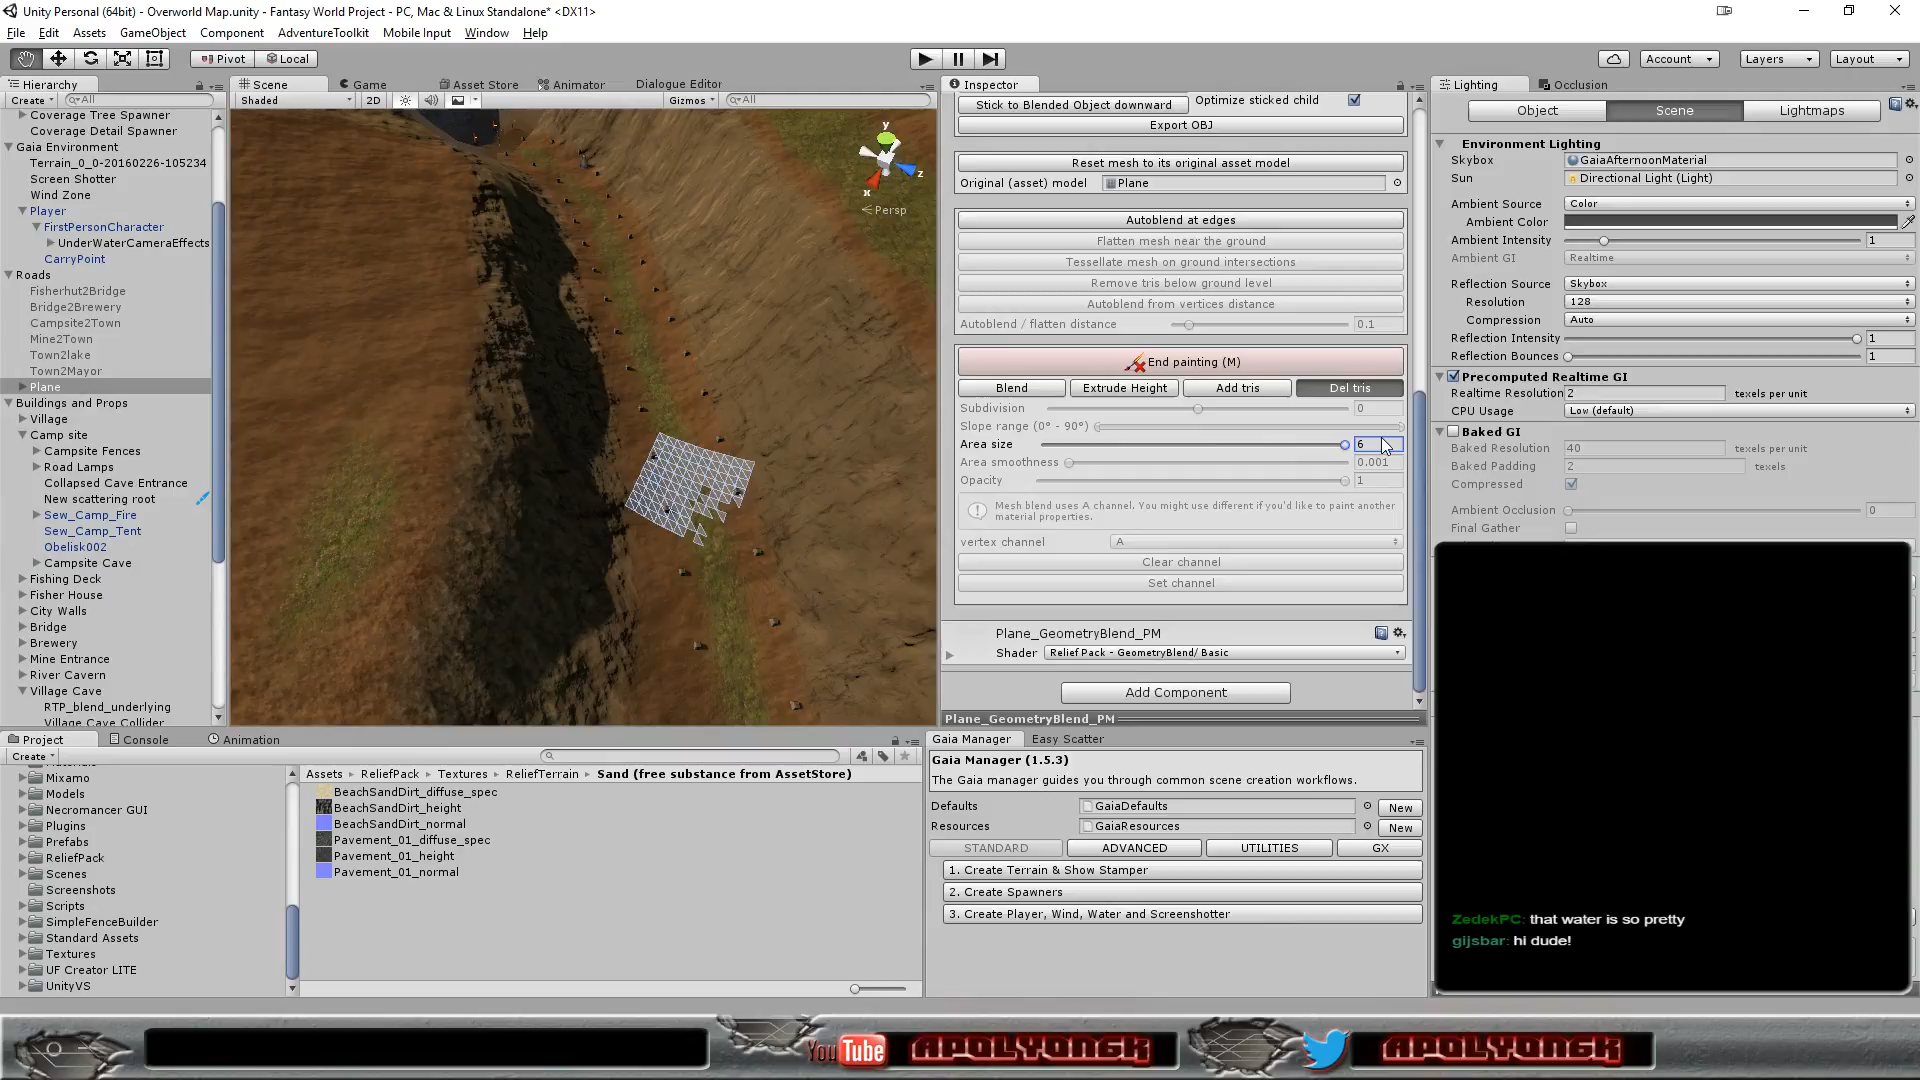 Unity Personal (64bit) - Overworld Map.unity - Fantasy World Project - PC, Mac & Linux Standalone* <DX11>
File Edit Assets GameObject Component AdventureToolkit Mobile Input Window Help
Pivot Local Account Layers Layout
Hierarchy
Create All
Coverage Tree Spawner
Coverage Detail Spawner
Gaia Environment
Terrain_0_0-20160226-105234
Screen Shotter
Wind Zone
Player
FirstPersonCharacter
UnderWaterCameraEffects
CarryPoint
Roads
Fisherhut2Bridge
Bridge2Brewery
Campsite2Town
Mine2Town
Town2lake
Town2Mayor
Plane
Buildings and Props
Village
Camp site
Campsite Fences
Road Lamps
Collapsed Cave Entrance
New scattering root
Sew_Camp_Fire
Sew_Camp_Tent
Obelisk002
Campsite Cave
Fishing Deck
Fisher House
City Walls
Bridge
Brewery
Mine Entrance
River Cavern
Village Cave
RTP_blend_underlying
Village Cave Collider
Scene Game Asset Store Animator Dialogue Editor
Shaded 2D Gizmos All
y
z
x
Persp
Inspector
Stick to Blended Object downward Optimize sticked child
Export OBJ
Reset mesh to its original asset model
Original (asset) model Plane
Autoblend at edges
Flatten mesh near the ground
Tessellate mesh on ground intersections
Remove tris below ground level
Autoblend from vertices distance
Autoblend / flatten distance 0.1
End painting (M)
Blend Extrude Height Add tris Del tris
Subdivision 0
Slope range (0° - 90°)
Area size 6
Area smoothness 0.001
Opacity 1
Mesh blend uses A channel. You might use different if you'd like to paint another
material properties.
vertex channel A
Clear channel
Set channel
Plane_GeometryBlend_PM
Shader Relief Pack - GeometryBlend/ Basic
Add Component
Plane_GeometryBlend_PM
Lighting Occlusion
Object Scene Lightmaps
Environment Lighting
Skybox GaiaAfternoonMaterial
Sun Directional Light (Light)
Ambient Source Color
Ambient Color
Ambient Intensity 1
Ambient GI Realtime
Reflection Source Skybox
Resolution 128
Compression Auto
Reflection Intensity 1
Reflection Bounces 1
Precomputed Realtime GI
Realtime Resolution 2 texels per unit
CPU Usage Low (default)
Baked GI
Baked Resolution 40 texels per unit
Baked Padding 2 texels
Compressed
Ambient Occlusion 0
Final Gather
ZedekPC: that water is so pretty
gijsbar: hi dude!
Project Console Animation
Create
Mixamo
Models
Necromancer GUI
Plugins
Prefabs
ReliefPack
Scenes
Screenshots
Scripts
SimpleFenceBuilder
Standard Assets
Textures
UF Creator LITE
UnityVS
Assets ReliefPack Textures ReliefTerrain Sand (free substance from AssetStore)
BeachSandDirt_diffuse_spec
BeachSandDirt_height
BeachSandDirt_normal
Pavement_01_diffuse_spec
Pavement_01_height
Pavement_01_normal
Gaia Manager Easy Scatter
Gaia Manager (1.5.3)
The Gaia manager guides you through common scene creation workflows.
Defaults GaiaDefaults New
Resources GaiaResources New
STANDARD ADVANCED UTILITIES GX
1. Create Terrain & Show Stamper
2. Create Spawners
3. Create Player, Wind, Water and Screenshotter
YouTube APOLYONGK APOLYONGK